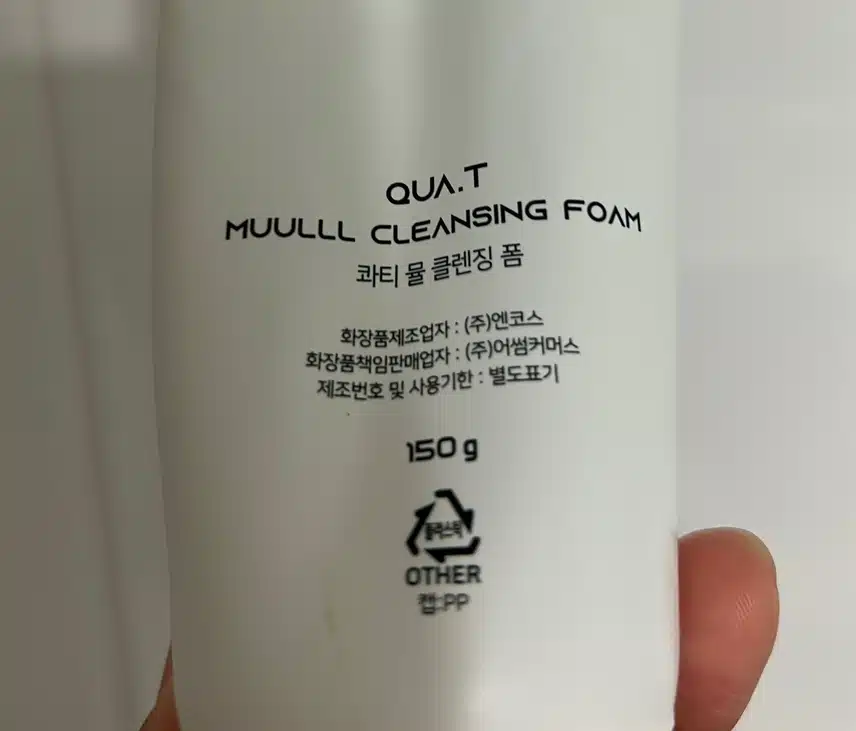 QUA.T
MUULLL CLEANSING FOAM
콰티 뮬 클렌징 폼
화장품제조업자 : (주)엔코스
화장품책임판매업자 : (주)어썸커머스
제조번호 및 사용기한 : 별도표기
150 g
플라스틱
OTHER
캡:PP